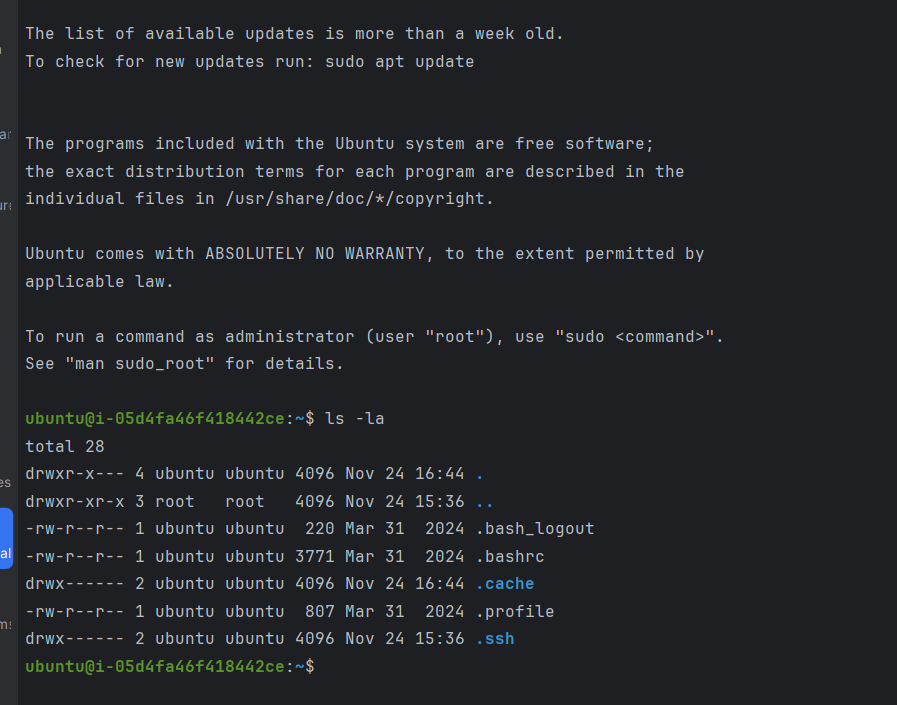 The list of available updates is more than a week old.
To check for new updates run: sudo apt update
The programs included with the Ubuntu system are free software;
the exact distribution terms for each program are described in the
individual files in /usr/share/doc/*/copyright.
Ubuntu comes with ABSOLUTELY NO WARRANTY, to the extent permitted by
applicable law.
To run a command as administrator (user "root"), use "sudo <command>".
See "man sudo_root" for details.
ubuntu@i-05d4fa46f418442ce:~$ ls -la
total 28
drwxr-x--- 4 ubuntu ubuntu 4096 Nov 24 16:44 .
drwxr-xr-x 3 root   root   4096 Nov 24 15:36 ..
-rw-r--r-- 1 ubuntu ubuntu  220 Mar 31  2024 .bash_logout
-rw-r--r-- 1 ubuntu ubuntu 3771 Mar 31  2024 .bashrc
drwx------ 2 ubuntu ubuntu 4096 Nov 24 16:44 .cache
-rw-r--r-- 1 ubuntu ubuntu  807 Mar 31  2024 .profile
drwx------ 2 ubuntu ubuntu 4096 Nov 24 15:36 .ssh
ubuntu@i-05d4fa46f418442ce:~$